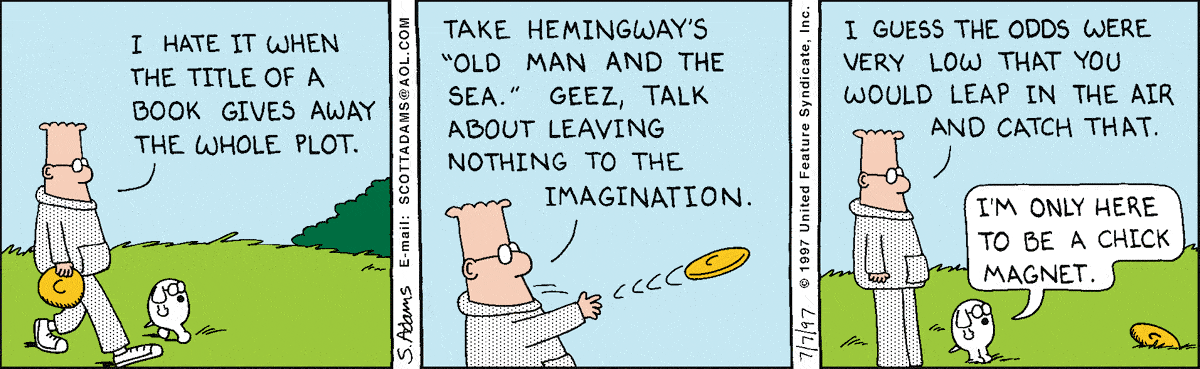 I HATE IT WHEN
THE TITLE OF A
BOOK GIVES AWAY
THE WHOLE PLOT.
S. Adams E-mail: SCOTTADAMS@AOL.COM
TAKE HEMINGWAY'S
"OLD MAN AND THE
SEA." GEEZ, TALK
ABOUT LEAVING
NOTHING TO THE
IMAGINATION.
7/7/97 © 1997 United Feature Syndicate, Inc.
I GUESS THE ODDS WERE
VERY LOW THAT YOU
WOULD LEAP IN THE AIR
AND CATCH THAT.
I'M ONLY HERE
TO BE A CHICK
MAGNET.